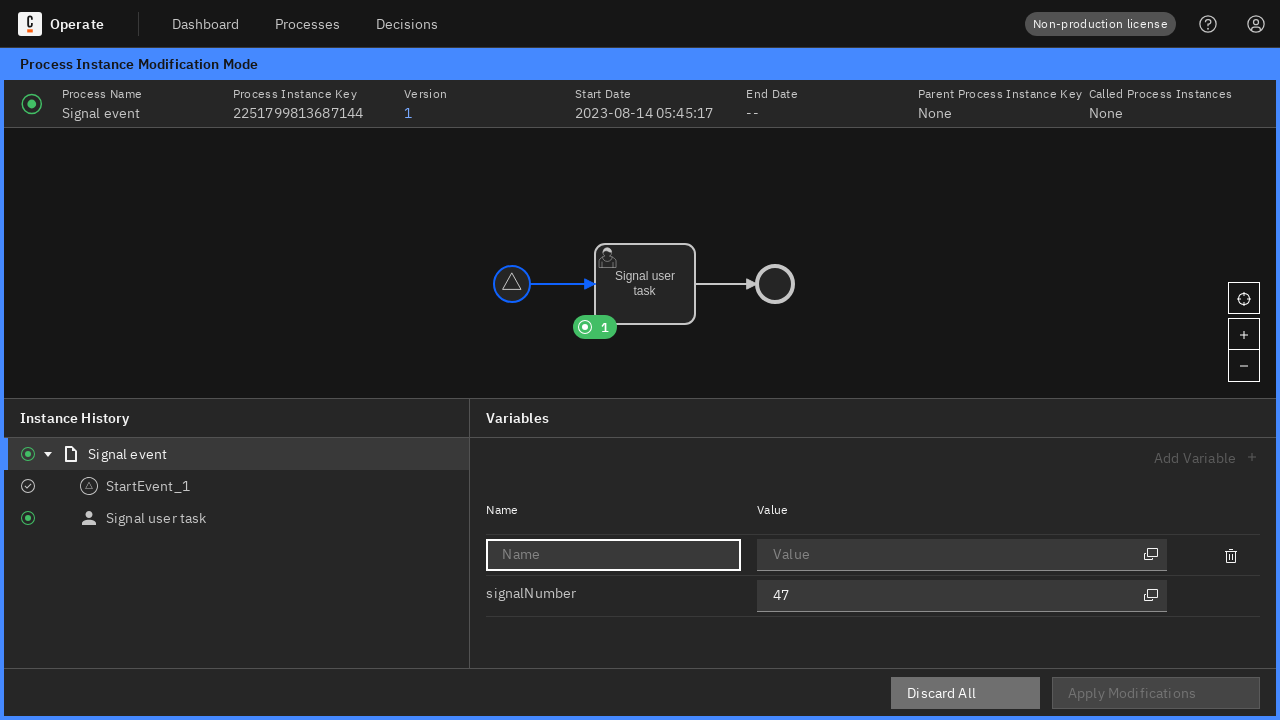 Operate
Dashboard
Processes
Decisions
Non-production license
Process Instance Modification Mode
Process Name
Process Instance Key
Version
Start Date
End Date
Parent Process Instance Key
Called Process Instances
Signal event
2251799813687144
1
2023-08-14 05:45:17
--
None
None
Signal user
task
1
Instance History
Variables
Signal event
StartEvent_1
Signal user task
Add Variable
Name
Value
Name
Value
signalNumber
47
Discard All
Apply Modifications